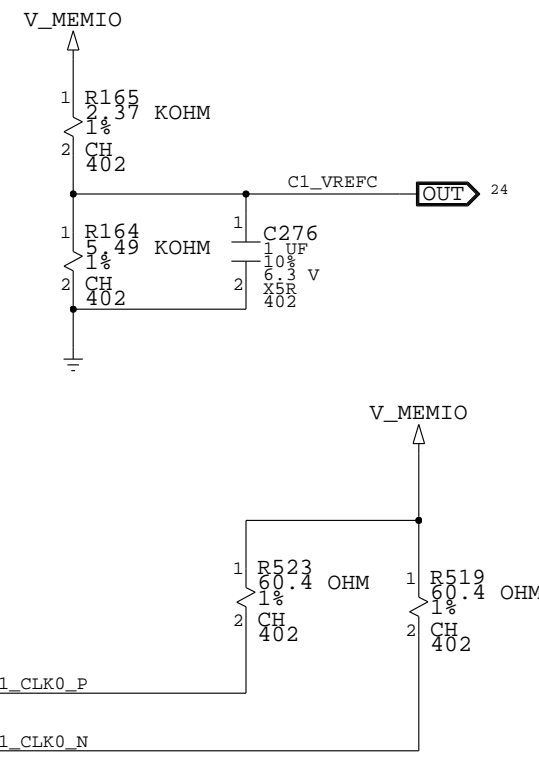 V_MEMIO
1 R165
2.37 KOHM
1%
2 CH
402
C1_VREFC
OUT 24
1 R164
5.49 KOHM
1%
2 CH
402
1 C276
1 UF
10%
6.3 V
2 X5R
402
V_MEMIO
1 R523
60.4 OHM
1%
2 CH
402
1 R519
60.4 OHM
1%
2 CH
402
1_CLK0_P
1_CLK0_N